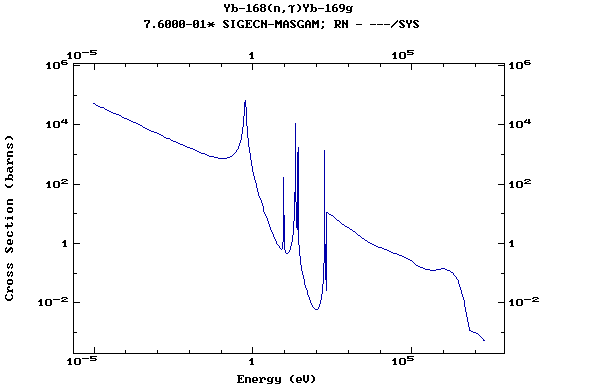 Yb-168(n,γ)Yb-169g
7.6000-01* SIGECN-MASGAM; RN - ---/SYS
10-5 1 10 5
10 6 10 6
10 4 10 4
10 2 10 2
1 1
10-2 10-2
10-5 1 10 5
Cross Section (barns)
Energy (eV)